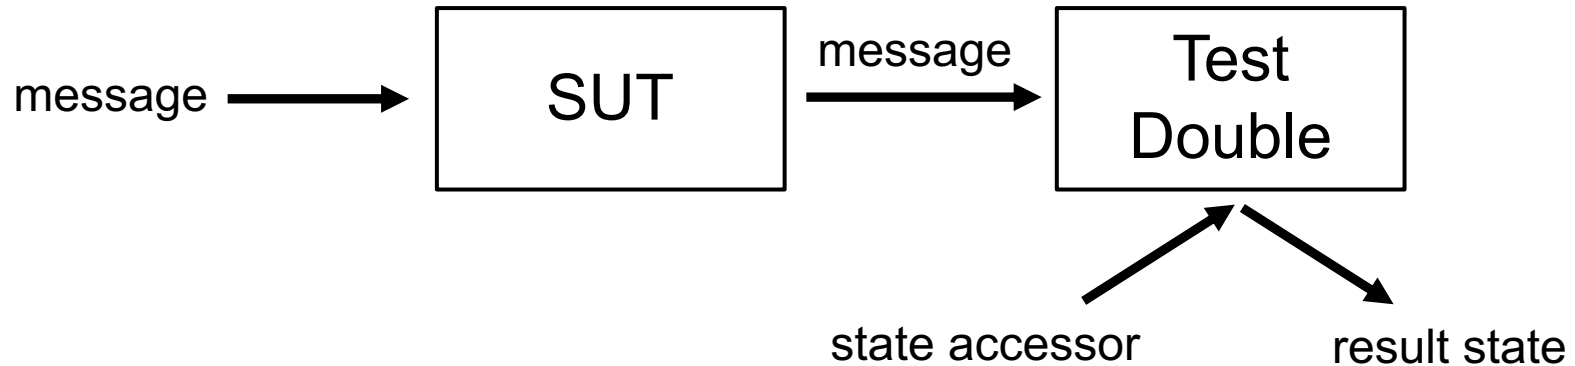 message
SUT
message
Test
Double
state accessor
result state